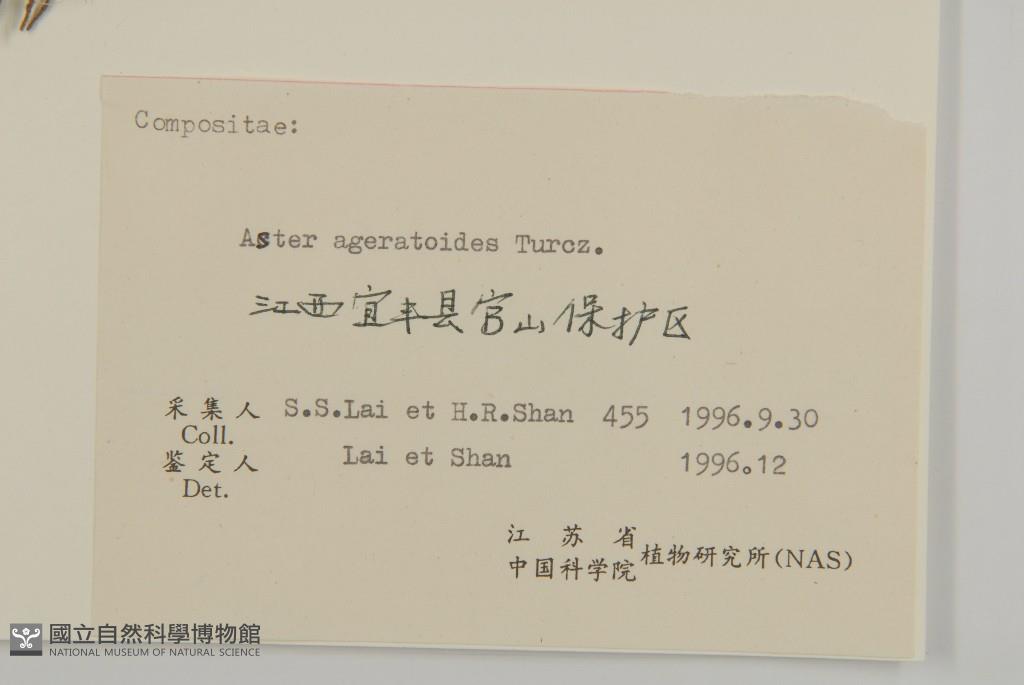 Compositae:
Aster ageratoides Turcz.
江西宜丰县官山保护区
采集人 S.S.Lai et H.R.Shan 455 1996.9.30
Coll.
鉴定人 Lai et Shan 1996.12
Det.
江苏省
中国科学院植物研究所(NAS)
國立自然科學博物館
NATIONAL MUSEUM OF NATURAL SCIENCE